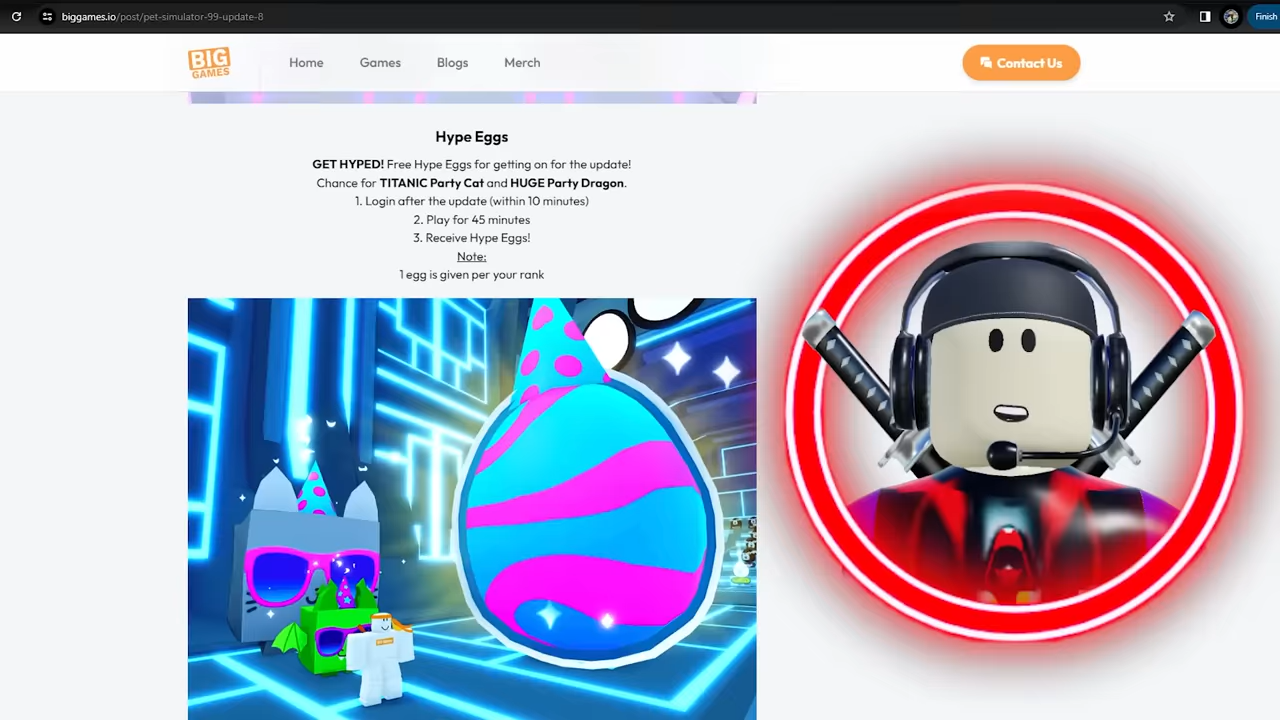 biggames.io/post/pet-simulator-99-update-8
Finish
BIG
GAMES
Home
Games
Blogs
Merch
Contact Us
Hype Eggs
GET HYPED! Free Hype Eggs for getting on for the update!
Chance for TITANIC Party Cat and HUGE Party Dragon.
1. Login after the update (within 10 minutes)
2. Play for 45 minutes
3. Receive Hype Eggs!
Note:
1 egg is given per your rank